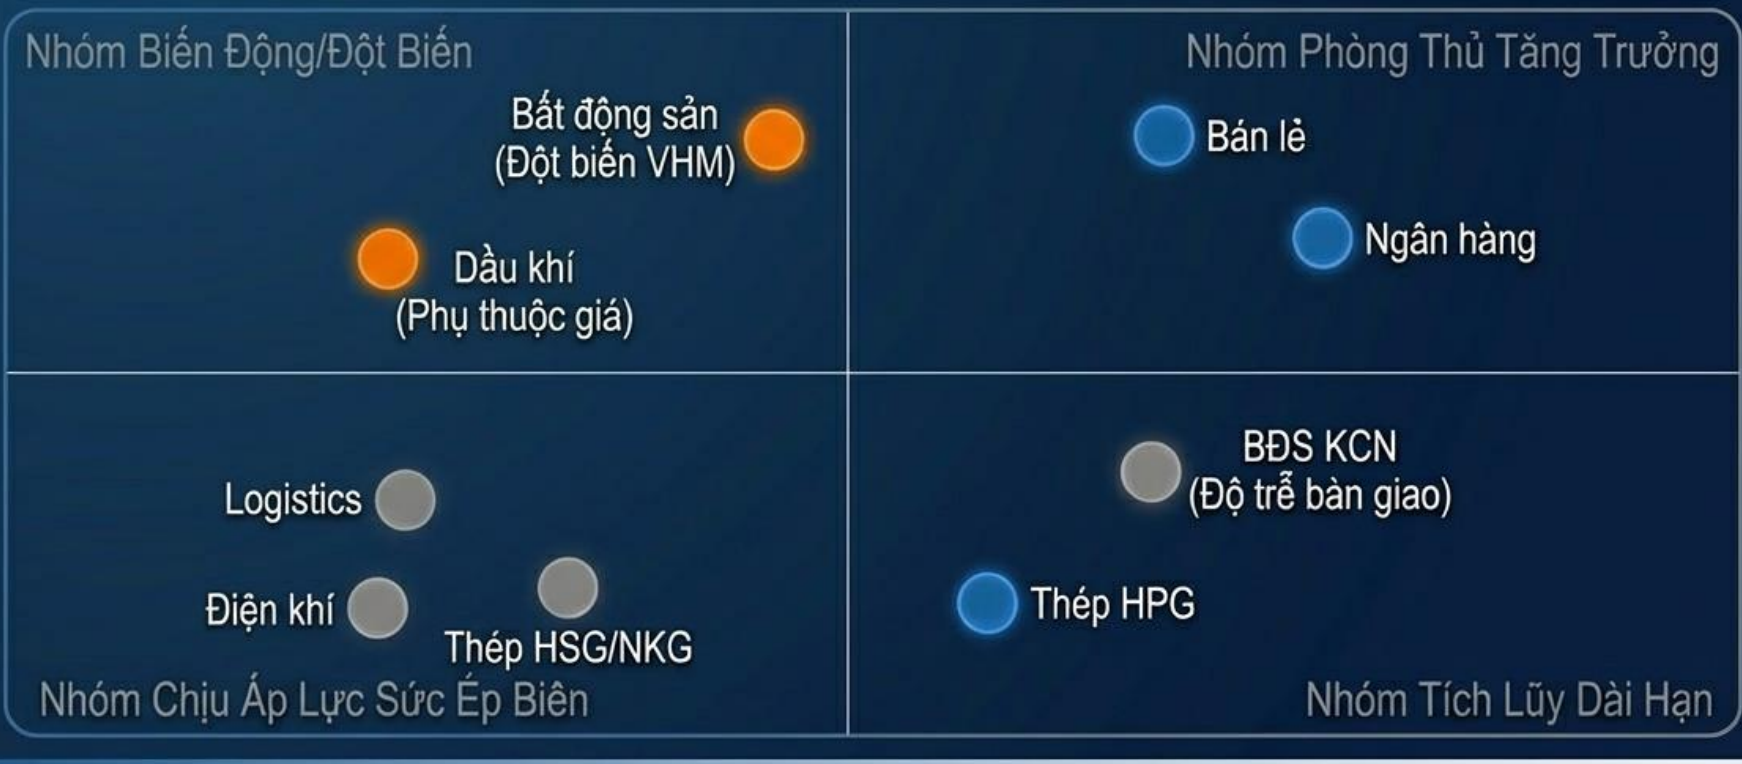 Nhóm Biến Động/Đột Biến
Nhóm Phòng Thủ Tăng Trưởng
Bất động sản
(Đột biến VHM)
Bán lẻ
Ngân hàng
Dầu khí
(Phụ thuộc giá)
Logistics
Điện khí
Thép HSG/NKG
Nhóm Chịu Áp Lực Sức Ép Biên
BĐS KCN
(Độ trễ bàn giao)
Thép HPG
Nhóm Tích Lũy Dài Hạn